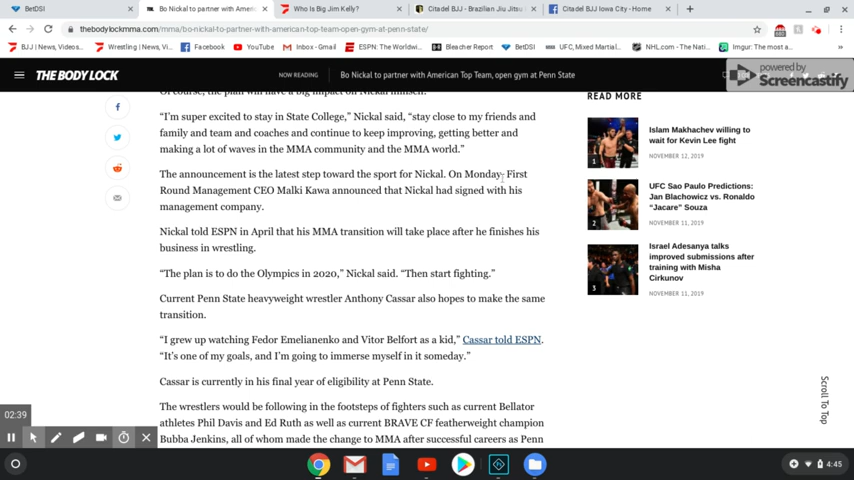 BetDSI
Bo Nickal to partner with Americ
Who Is Big Jim Kelly?
Citadel BJJ - Brazilian Jiu Jitsu
Citadel BJJ Iowa City - Home
thebodylockmma.com/mma/bo-nickal-to-partner-with-american-top-team-open-gym-at-penn-state/
BJJ | News, Videos...
Wrestling | News, Vi...
Facebook
YouTube
Inbox - Gmail
ESPN: The Worldwi...
Bleacher Report
BetDSI
UFC, Mixed Martial...
NHL.com - The Nati...
Imgur: The most a...
THE BODY LOCK
NOW READING
Bo Nickal to partner with American Top Team, open gym at Penn State
powered by
Screencastify
Of course, the plan will have a big impact on Nickal himself.
“I’m super excited to stay in State College,” Nickal said, “stay close to my friends and
family and team and coaches and continue to keep improving, getting better and
making a lot of waves in the MMA community and the MMA world.”
The announcement is the latest step toward the sport for Nickal. On Monday, First
Round Management CEO Malki Kawa announced that Nickal had signed with his
management company.
Nickal told ESPN in April that his MMA transition will take place after he finishes his
business in wrestling.
“The plan is to do the Olympics in 2020,” Nickal said. “Then start fighting.”
Current Penn State heavyweight wrestler Anthony Cassar also hopes to make the same
transition.
“I grew up watching Fedor Emelianenko and Vitor Belfort as a kid,” Cassar told ESPN.
“It’s one of my goals, and I’m going to immerse myself in it someday.”
Cassar is currently in his final year of eligibility at Penn State.
The wrestlers would be following in the footsteps of fighters such as current Bellator
athletes Phil Davis and Ed Ruth as well as current BRAVE CF featherweight champion
Bubba Jenkins, all of whom made the change to MMA after successful careers as Penn
READ MORE
1
Islam Makhachev willing to
wait for Kevin Lee fight
NOVEMBER 12, 2019
2
UFC Sao Paulo Predictions:
Jan Blachowicz vs. Ronaldo
“Jacare” Souza
NOVEMBER 11, 2019
3
Israel Adesanya talks
improved submissions after
training with Misha
Cirkunov
NOVEMBER 11, 2019
Scroll To Top
02:39
4:45